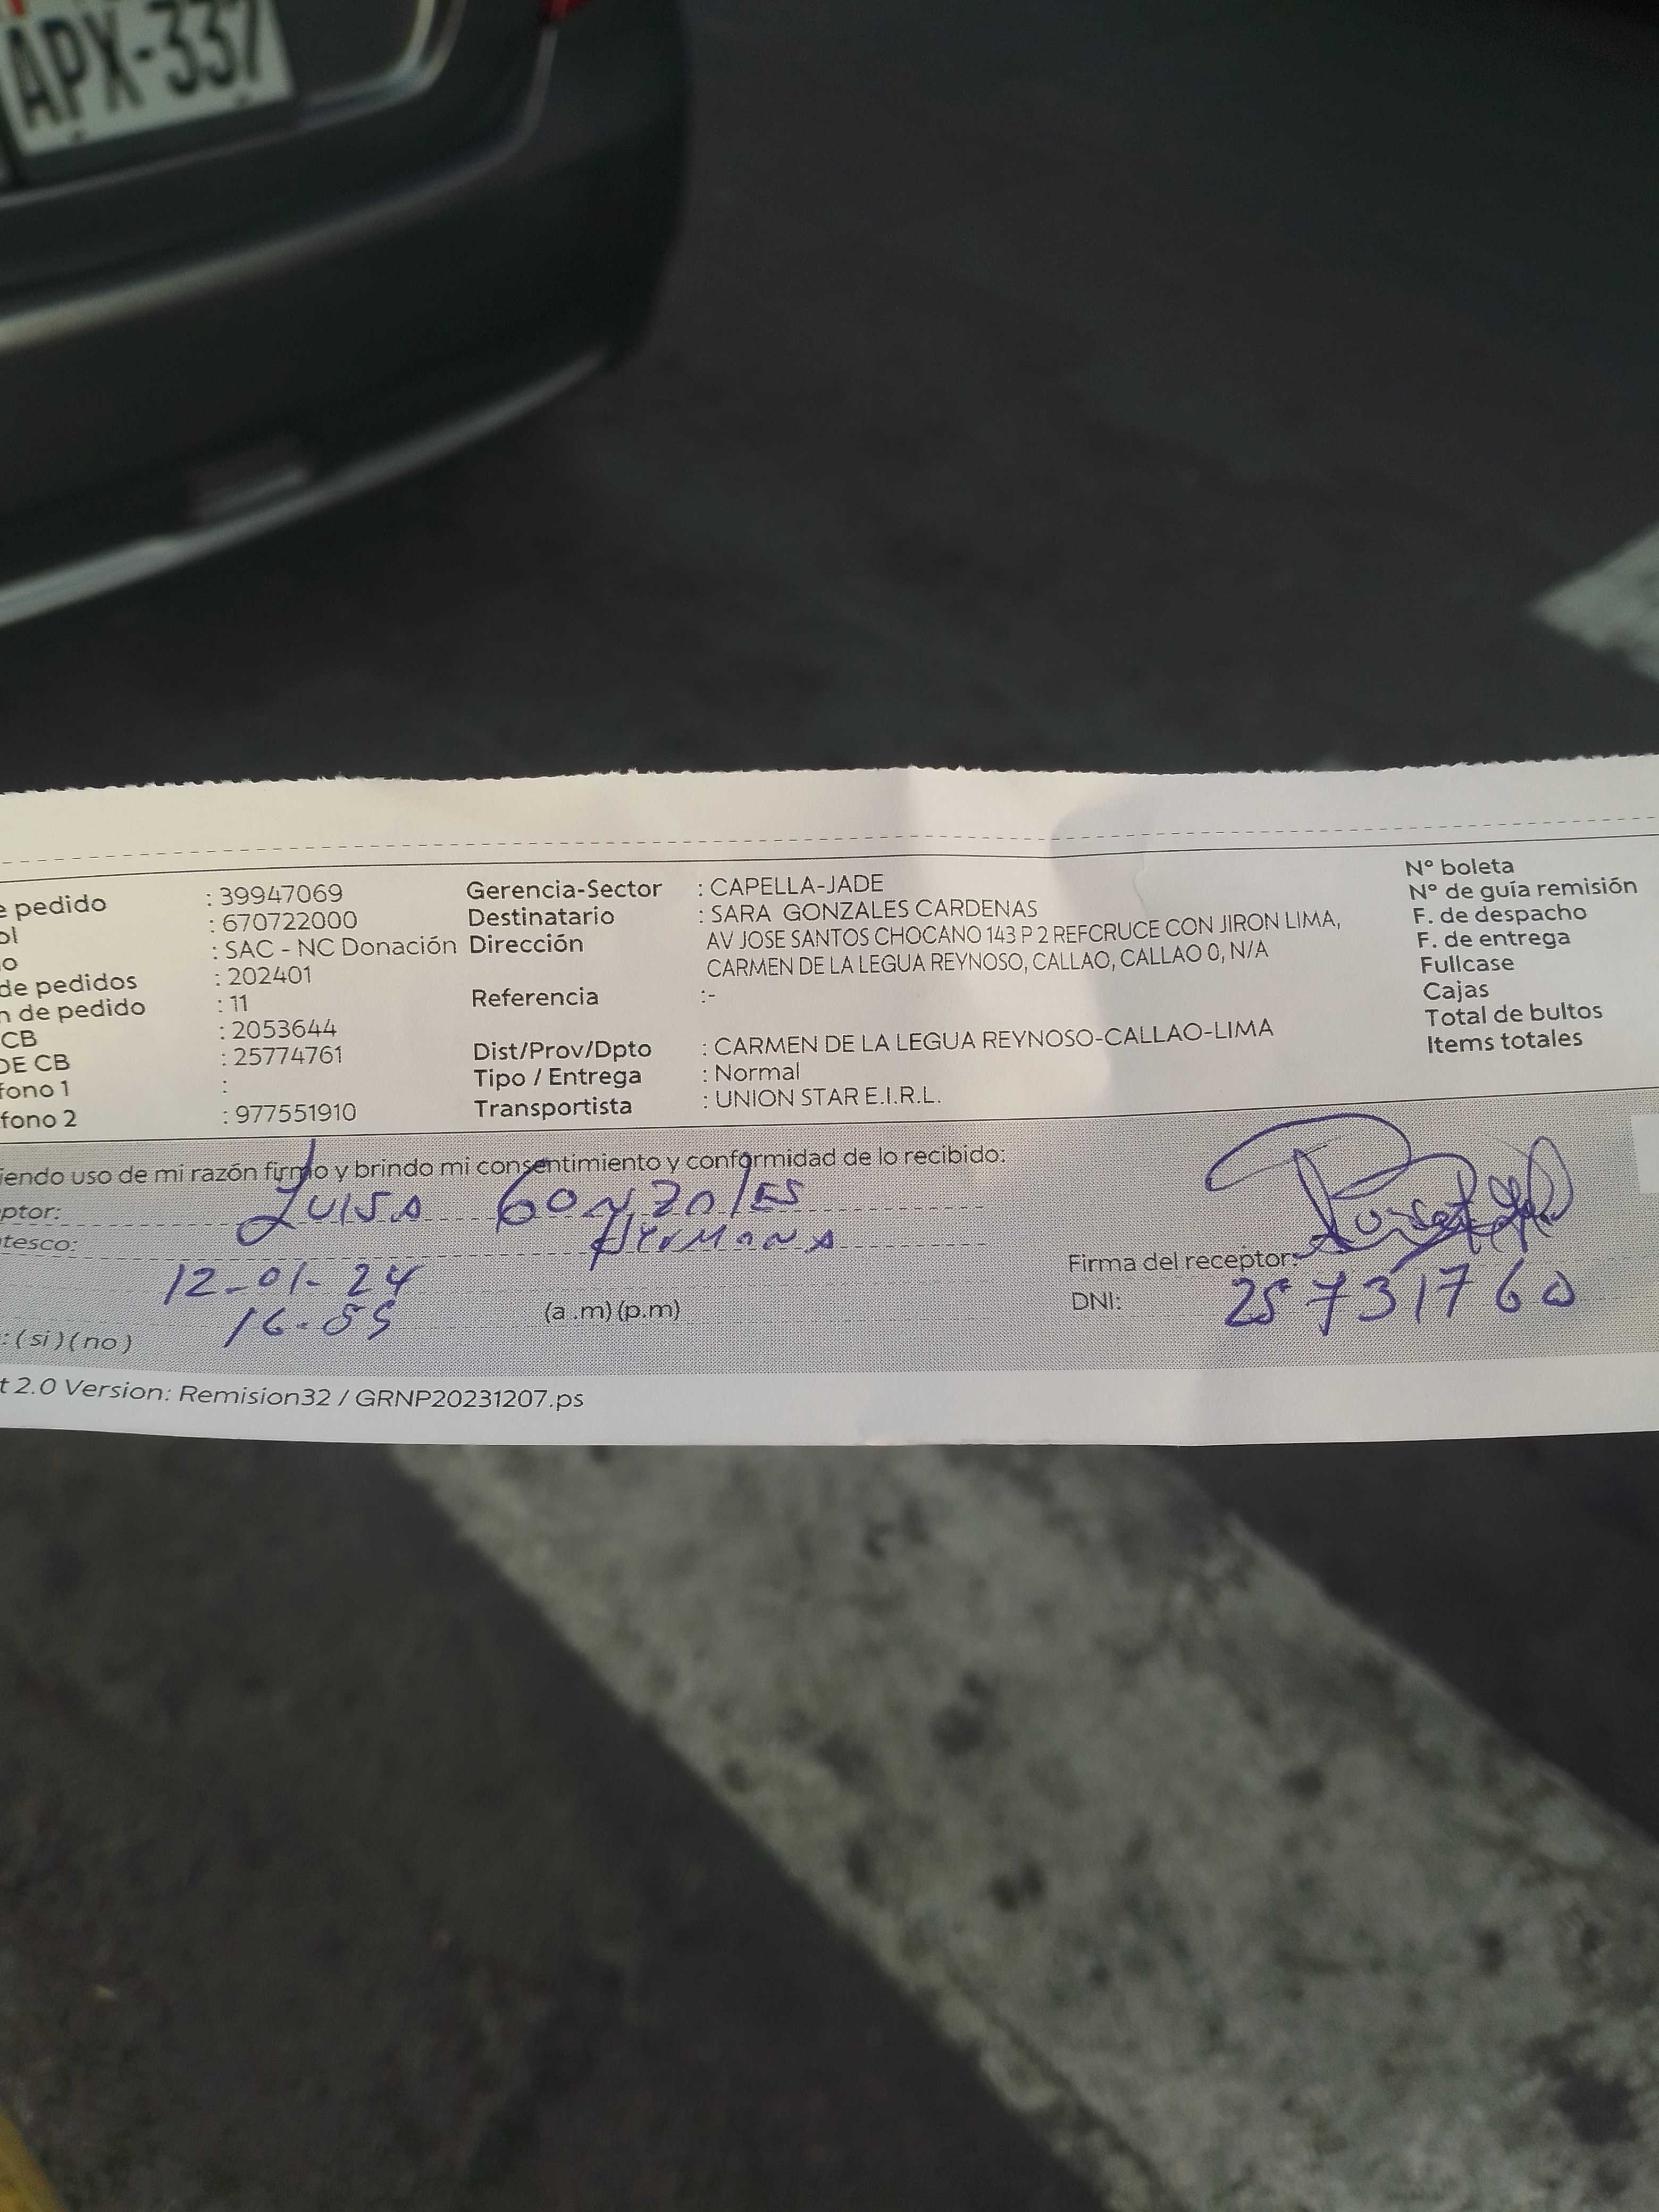 APX-337
e pedido : 39947069 Gerencia-Sector : CAPELLA-JADE Nº boleta
ol : 670722000 Destinatario : SARA GONZALES CARDENAS Nº de guía remisión
o : SAC - NC Donación Dirección AV JOSE SANTOS CHOCANO 143 P 2 REFCRUCE CON JIRON LIMA, F. de despacho
de pedidos : 202401 CARMEN DE LA LEGUA REYNOSO, CALLAO, CALLAO 0, N/A F. de entrega
n de pedido : 11 Referencia :- Fullcase
CB : 2053644 Cajas
DE CB : 25774761 Dist/Prov/Dpto : CARMEN DE LA LEGUA REYNOSO-CALLAO-LIMA Total de bultos
fono 1 : Tipo / Entrega : Normal Items totales
fono 2 : 977551910 Transportista : UNION STAR E.I.R.L.
iendo uso de mi razón firmo y brindo mi consentimiento y conformidad de lo recibido:
ptor: Luisa Gonzales
tesco: Hermana
12-01-24 Firma del receptor:
16-55 (a .m) (p.m) DNI: 25731760
: ( si ) ( no )
t 2.0 Version: Remision32 / GRNP20231207.ps